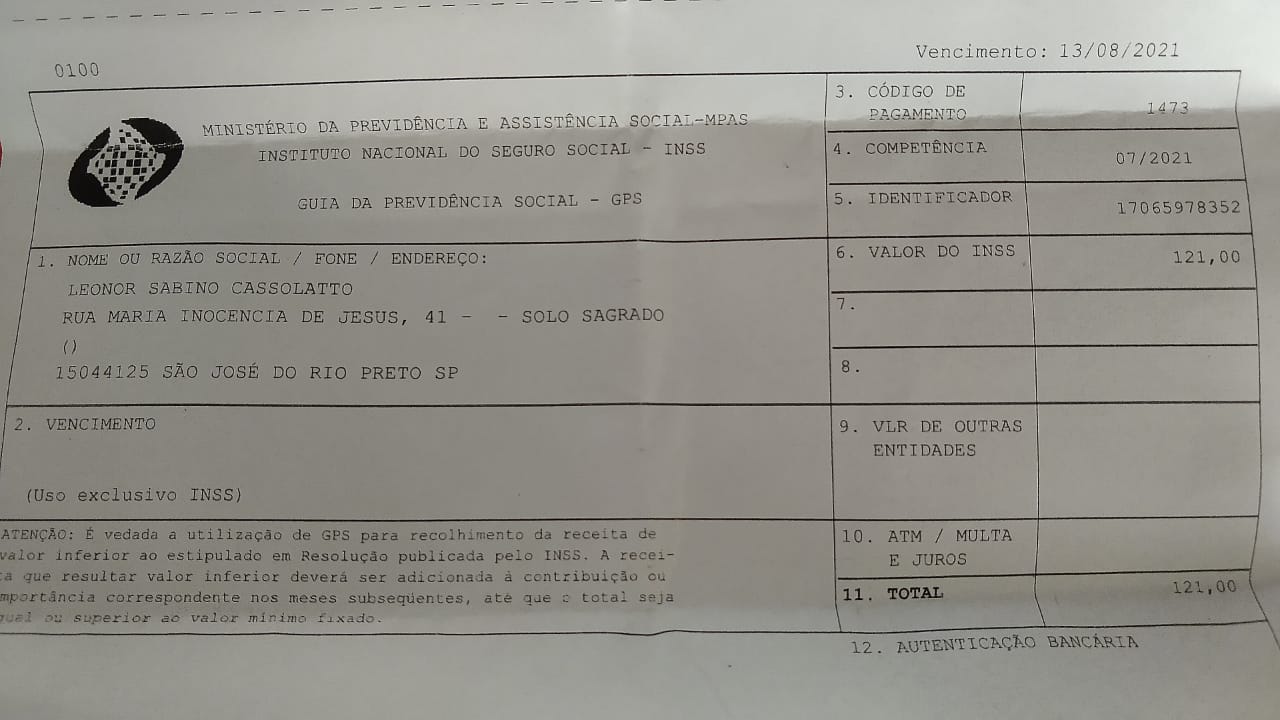 0100
Vencimento: 13/08/2021
MINISTÉRIO DA PREVIDÊNCIA E ASSISTÊNCIA SOCIAL-MPAS
INSTITUTO NACIONAL DO SEGURO SOCIAL - INSS
GUIA DA PREVIDÊNCIA SOCIAL - GPS
3. CÓDIGO DE
PAGAMENTO
1473
4. COMPETÊNCIA
07/2021
5. IDENTIFICADOR
17065978352
1. NOME OU RAZÃO SOCIAL / FONE / ENDEREÇO:
LEONOR SABINO CASSOLATTO
RUA MARIA INOCENCIA DE JESUS, 41 - - SOLO SAGRADO
()
15044125 SÃO JOSÉ DO RIO PRETO SP
6. VALOR DO INSS
121,00
7.
8.
2. VENCIMENTO
(Uso exclusivo INSS)
9. VLR DE OUTRAS
ENTIDADES
ATENÇÃO: É vedada a utilização de GPS para recolhimento da receita de
valor inferior ao estipulado em Resolução publicada pelo INSS. A recei-
ta que resultar valor inferior deverá ser adicionada à contribuição ou
mportância correspondente nos meses subseqüentes, até que o total seja
gual ou superior ao valor mínimo fixado.
10. ATM / MULTA
E JUROS
11. TOTAL
121,00
12. AUTENTICAÇÃO BANCÁRIA